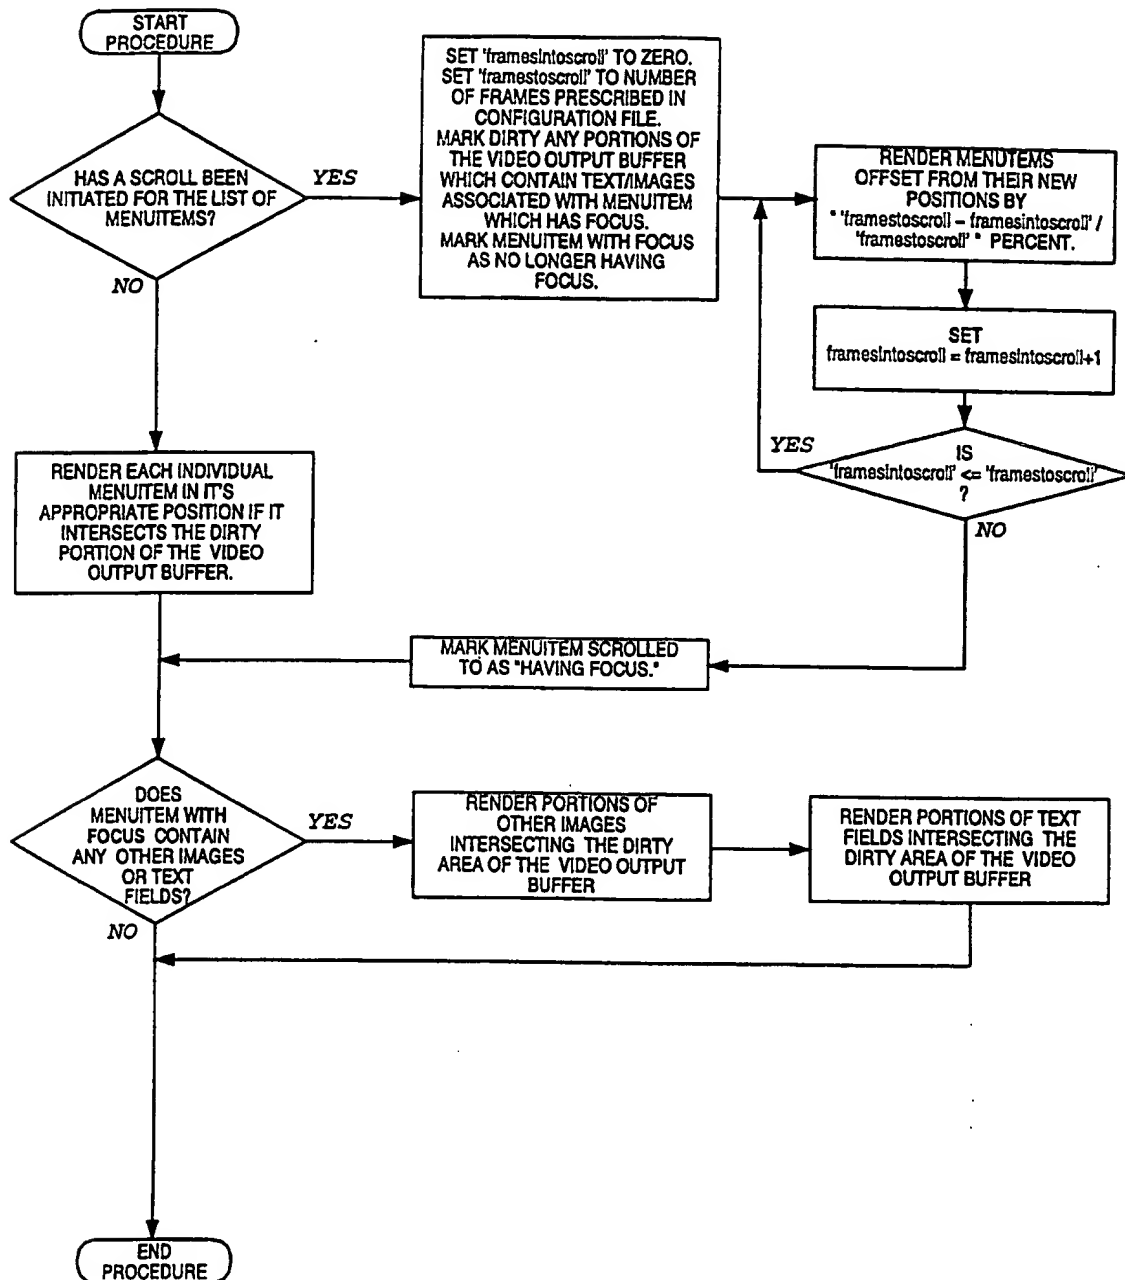 START
PROCEDURE
HAS A SCROLL BEEN
INITIATED FOR THE LIST OF
MENUITEMS?
YES
NO
SET 'framesintoscroll' TO ZERO.
SET 'framestoscroll' TO NUMBER
OF FRAMES PRESCRIBED IN
CONFIGURATION FILE.
MARK DIRTY ANY PORTIONS OF
THE VIDEO OUTPUT BUFFER
WHICH CONTAIN TEXT/IMAGES
ASSOCIATED WITH MENUITEM
WHICH HAS FOCUS.
MARK MENUITEM WITH FOCUS
AS NO LONGER HAVING
FOCUS.
RENDER MENUTEMS
OFFSET FROM THEIR NEW
POSITIONS BY
" 'framestoscroll – framesintoscroll' /
'framestoscroll' " PERCENT.
SET
framesintoscroll = framesintoscroll+1
IS
'framesintoscroll' <= 'framestoscroll'
?
YES
NO
RENDER EACH INDIVIDUAL
MENUITEM IN IT'S
APPROPRIATE POSITION IF IT
INTERSECTS THE DIRTY
PORTION OF THE VIDEO
OUTPUT BUFFER.
MARK MENUITEM SCROLLED
TO AS "HAVING FOCUS."
DOES
MENUITEM WITH
FOCUS CONTAIN
ANY OTHER IMAGES
OR TEXT
FIELDS?
YES
NO
RENDER PORTIONS OF
OTHER IMAGES
INTERSECTING THE DIRTY
AREA OF THE VIDEO OUTPUT
BUFFER
RENDER PORTIONS OF TEXT
FIELDS INTERSECTING THE
DIRTY AREA OF THE VIDEO
OUTPUT BUFFER
END
PROCEDURE